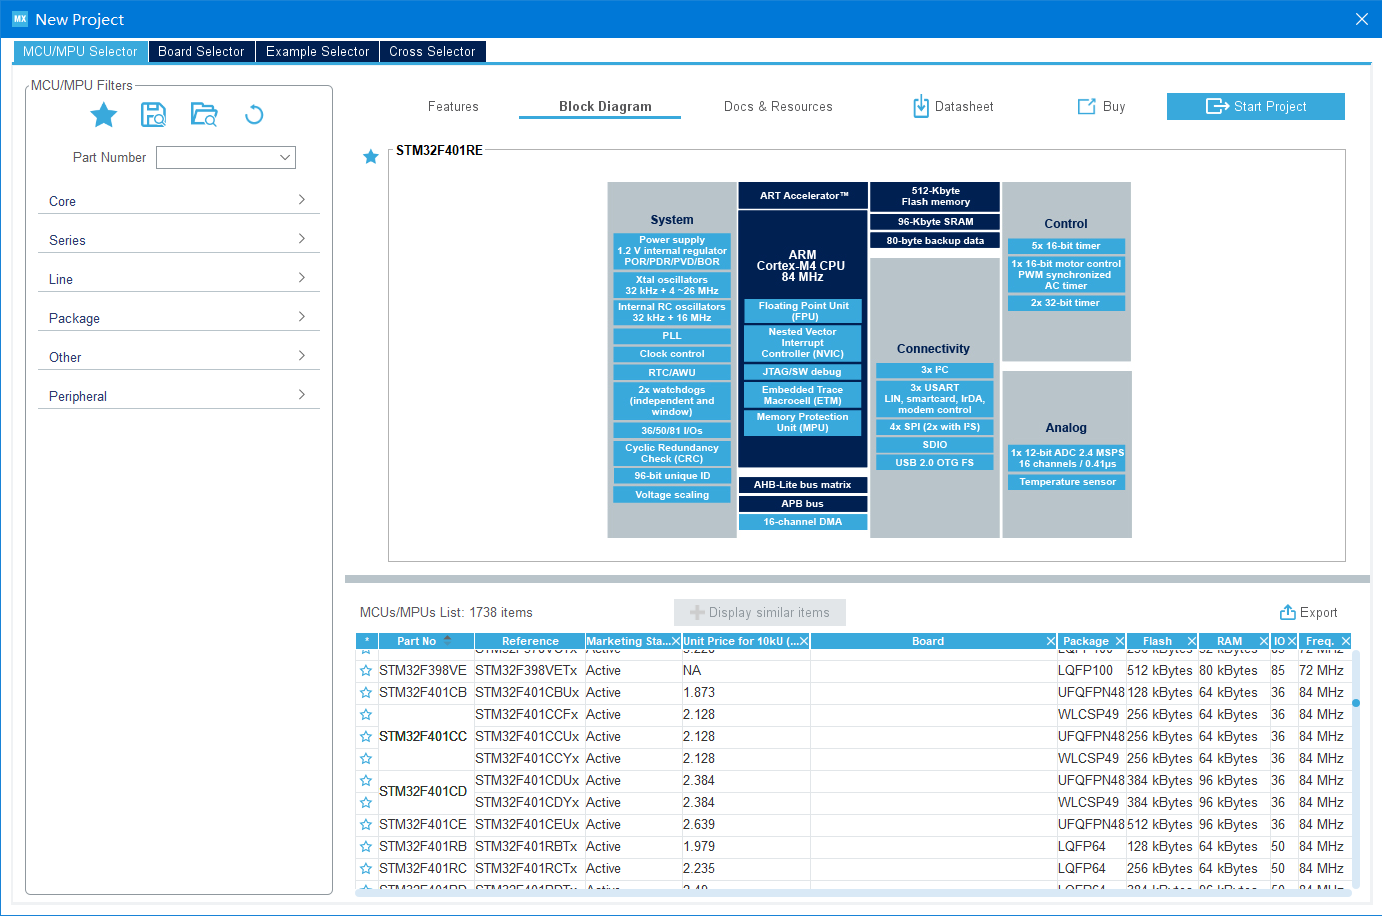 MX New Project
MCU/MPU Selector Board Selector Example Selector Cross Selector
MCU/MPU Filters
Part Number
Core
Series
Line
Package
Other
Peripheral
Features Block Diagram Docs & Resources Datasheet Buy Start Project
STM32F401RE
System
Power supply
1.2 V internal regulator
POR/PDR/PVD/BOR
Xtal oscillators
32 kHz + 4 ~26 MHz
Internal RC oscillators
32 kHz + 16 MHz
PLL
Clock control
RTC/AWU
2x watchdogs
(independent and
window)
36/50/81 I/Os
Cyclic Redundancy
Check (CRC)
96-bit unique ID
Voltage scaling
ART Accelerator™
ARM
Cortex-M4 CPU
84 MHz
Floating Point Unit
(FPU)
Nested Vector
Interrupt
Controller (NVIC)
JTAG/SW debug
Embedded Trace
Macrocell (ETM)
Memory Protection
Unit (MPU)
AHB-Lite bus matrix
APB bus
16-channel DMA
512-Kbyte
Flash memory
96-Kbyte SRAM
80-byte backup data
Connectivity
3x I²C
3x USART
LIN, smartcard, IrDA,
modem control
4x SPI (2x with I²S)
SDIO
USB 2.0 OTG FS
Control
5x 16-bit timer
1x 16-bit motor control
PWM synchronized
AC timer
2x 32-bit timer
Analog
1x 12-bit ADC 2.4 MSPS
16 channels / 0.41µs
Temperature sensor
MCUs/MPUs List: 1738 items Display similar items Export
* Part No Reference Marketing Sta... Unit Price for 10kU (... Board Package Flash RAM IO Freq.
STM32F398VE STM32F398VETx Active NA LQFP100 512 kBytes 80 kBytes 85 72 MHz
STM32F401CB STM32F401CBUx Active 1.873 UFQFPN48 128 kBytes 64 kBytes 36 84 MHz
STM32F401CCFx Active 2.128 WLCSP49 256 kBytes 64 kBytes 36 84 MHz
STM32F401CC STM32F401CCUx Active 2.128 UFQFPN48 256 kBytes 64 kBytes 36 84 MHz
STM32F401CCYx Active 2.128 WLCSP49 256 kBytes 64 kBytes 36 84 MHz
STM32F401CD STM32F401CDUx Active 2.384 UFQFPN48 384 kBytes 96 kBytes 36 84 MHz
STM32F401CDYx Active 2.384 WLCSP49 384 kBytes 96 kBytes 36 84 MHz
STM32F401CE STM32F401CEUx Active 2.639 UFQFPN48 512 kBytes 96 kBytes 36 84 MHz
STM32F401RB STM32F401RBTx Active 1.979 LQFP64 128 kBytes 64 kBytes 50 84 MHz
STM32F401RC STM32F401RCTx Active 2.235 LQFP64 256 kBytes 64 kBytes 50 84 MHz